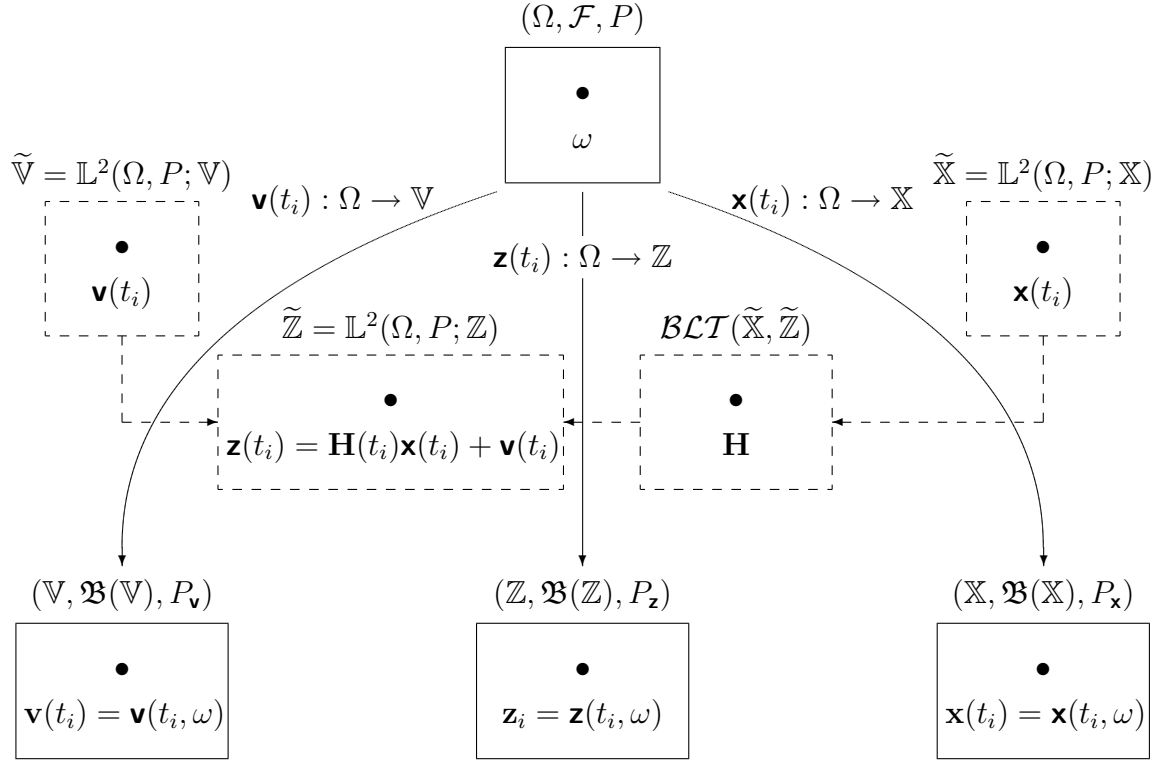 (Ω, ℱ, P)
ω
𝕍̃ = 𝕃²(Ω, P; 𝕍)
𝘃(tᵢ) : Ω → 𝕍
𝘅(tᵢ) : Ω → 𝕏
𝕏̃ = 𝕃²(Ω, P; 𝕏)
𝘇(tᵢ) : Ω → ℤ
𝘃(tᵢ)
𝘅(tᵢ)
ℤ̃ = 𝕃²(Ω, P; ℤ)
ℬℒ𝒯(𝕏̃, ℤ̃)
𝘇(tᵢ) = 𝐇(tᵢ)𝘅(tᵢ) + 𝘃(tᵢ)
𝐇
(𝕍, 𝕭(𝕍), P_𝘃)
(ℤ, 𝕭(ℤ), P_𝘇)
(𝕏, 𝕭(𝕏), P_𝘅)
𝐯(tᵢ) = 𝘃(tᵢ, ω)
𝐳ᵢ = 𝘇(tᵢ, ω)
𝐱(tᵢ) = 𝘅(tᵢ, ω)